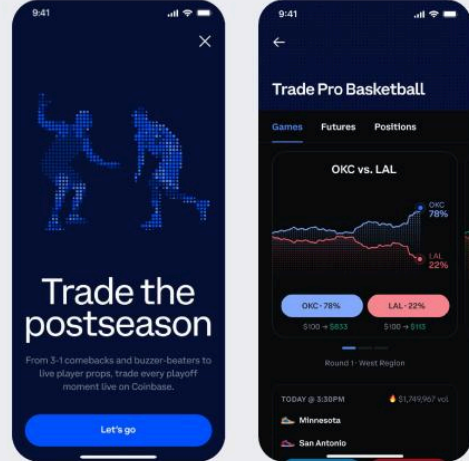 9:41
Trade the
postseason
From 3-1 comebacks and buzzer-beaters to
live player props, trade every playoff
moment live on Coinbase.
Let's go
9:41
Trade Pro Basketball
Games Futures Positions
OKC vs. LAL
OKC
78%
LAL
22%
OKC · 78% LAL · 22%
$100 → $633 $100 → $113
Round 1 · West Region
TODAY @ 3:30PM $1,749,967 vol
Minnesota
San Antonio